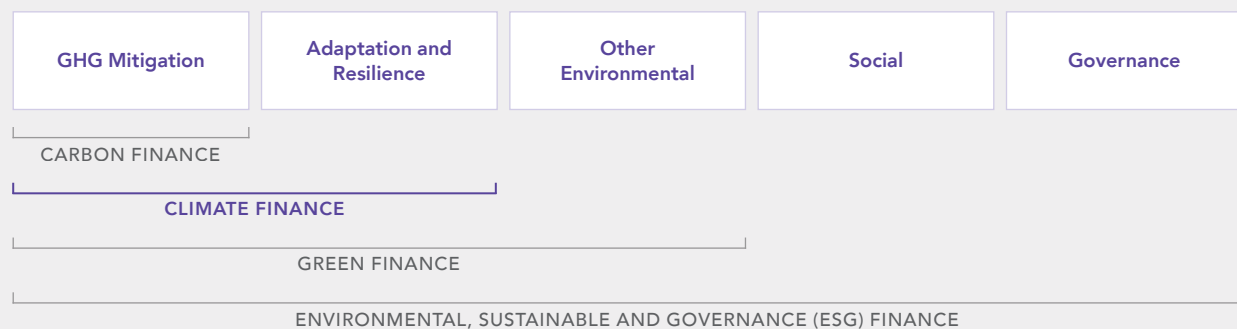 GHG Mitigation
Adaptation and
Resilience
Other
Environmental
Social
Governance
CARBON FINANCE
CLIMATE FINANCE
GREEN FINANCE
ENVIRONMENTAL, SUSTAINABLE AND GOVERNANCE (ESG) FINANCE